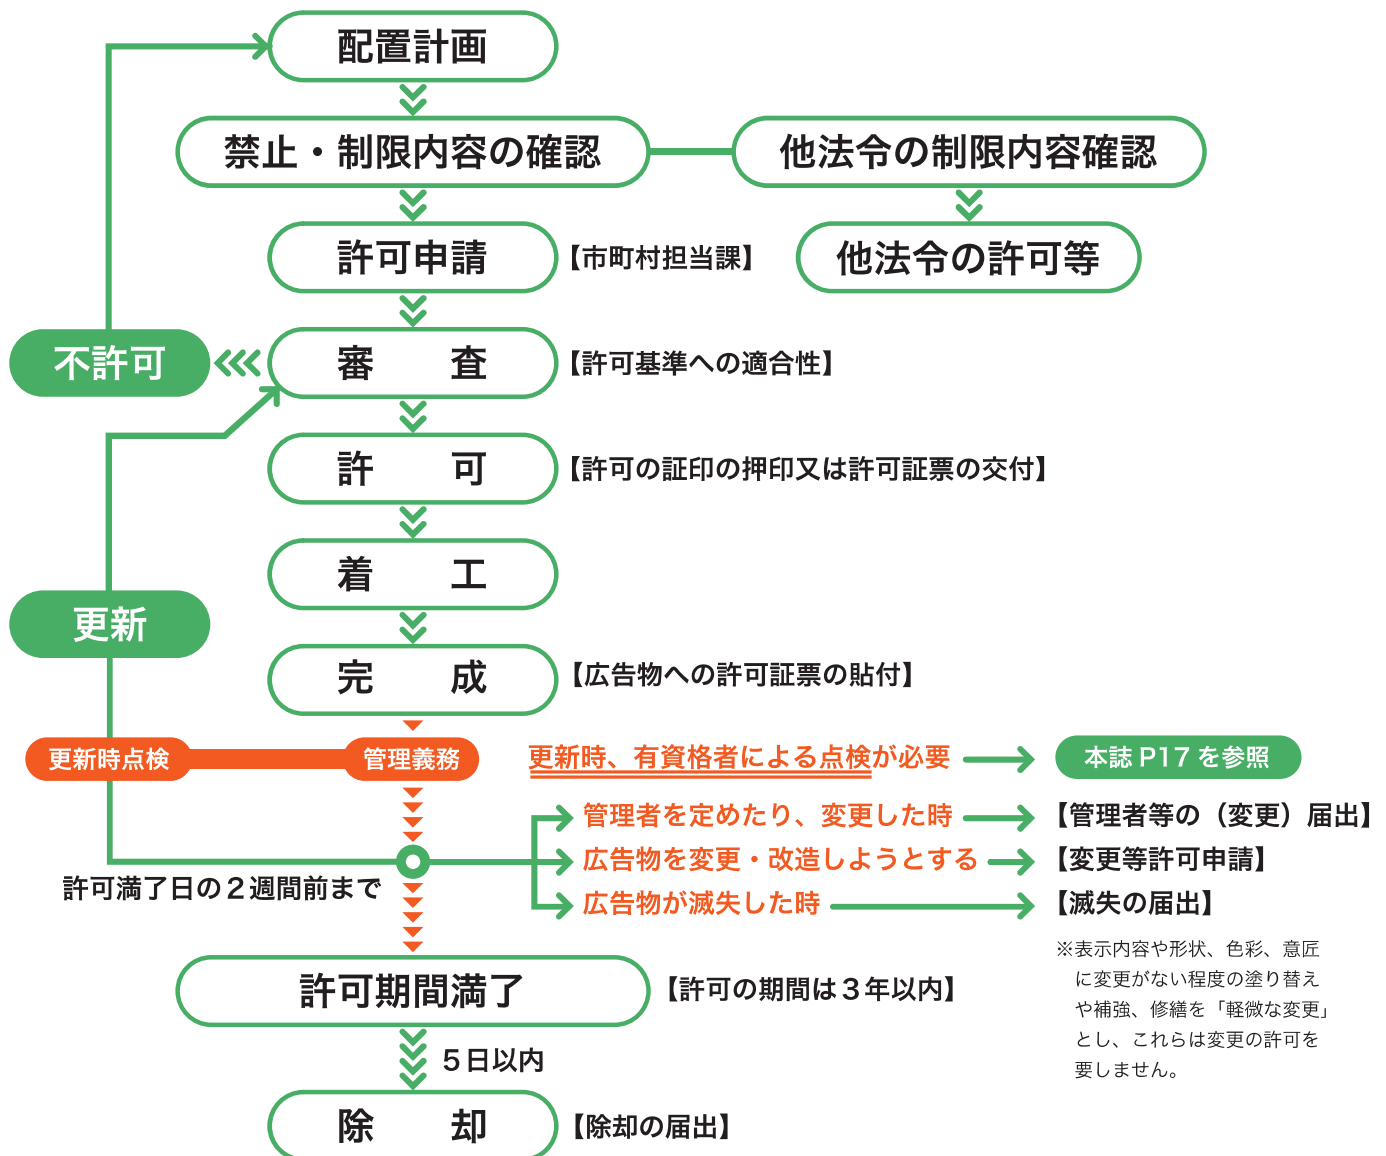 配置計画
禁止・制限内容の確認
他法令の制限内容確認
許可申請
【市町村担当課】
他法令の許可等
不許可
審　査
【許可基準への適合性】
許　可
【許可の証印の押印又は許可証票の交付】
着　工
更新
完　成
【広告物への許可証票の貼付】
更新時点検
管理義務
更新時、有資格者による点検が必要
本誌 P17 を参照
管理者を定めたり、変更した時
【管理者等の（変更）届出】
広告物を変更・改造しようとする
【変更等許可申請】
許可満了日の２週間前まで
広告物が滅失した時
【滅失の届出】
※表示内容や形状、色彩、意匠
に変更がない程度の塗り替え
や補強、修繕を「軽微な変更」
とし、これらは変更の許可を
要しません。
許可期間満了
【許可の期間は３年以内】
５日以内
除　却
【除却の届出】